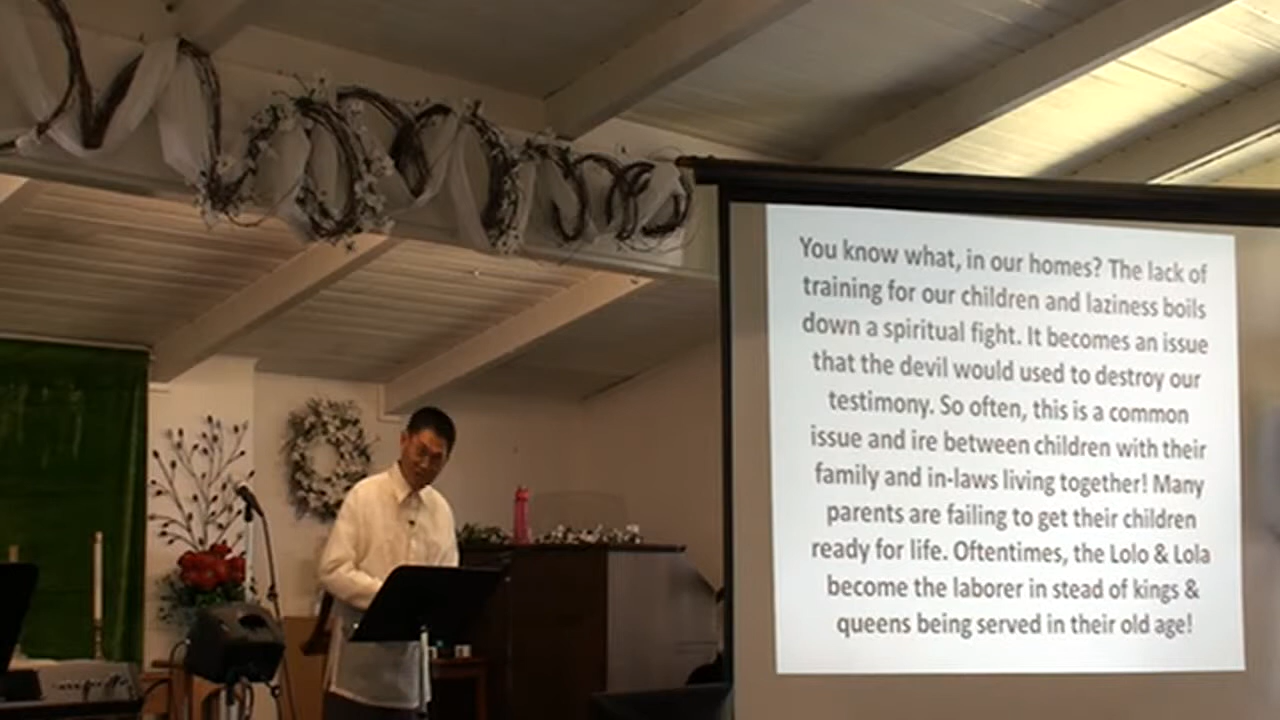 You know what, in our homes? The lack of
training for our children and laziness boils
down a spiritual fight. It becomes an issue
that the devil would used to destroy our
testimony. So often, this is a common
issue and ire between children with their
family and in-laws living together! Many
parents are failing to get their children
ready for life. Oftentimes, the Lolo & Lola
become the laborer in stead of kings &
queens being served in their old age!